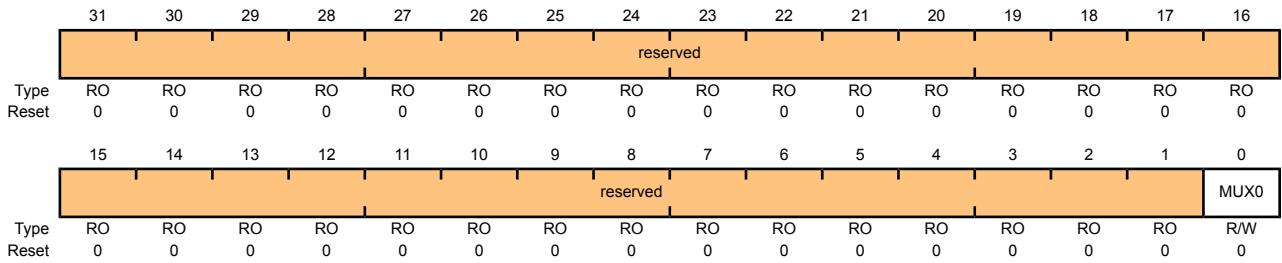 31 30 29 28 27 26 25 24 23 22 21 20 19 18 17 16
reserved
Type RO RO RO RO RO RO RO RO RO RO RO RO RO RO RO RO
Reset 0 0 0 0 0 0 0 0 0 0 0 0 0 0 0 0
15 14 13 12 11 10 9 8 7 6 5 4 3 2 1 0
reserved MUX0
Type RO RO RO RO RO RO RO RO RO RO RO RO RO RO RO R/W
Reset 0 0 0 0 0 0 0 0 0 0 0 0 0 0 0 0